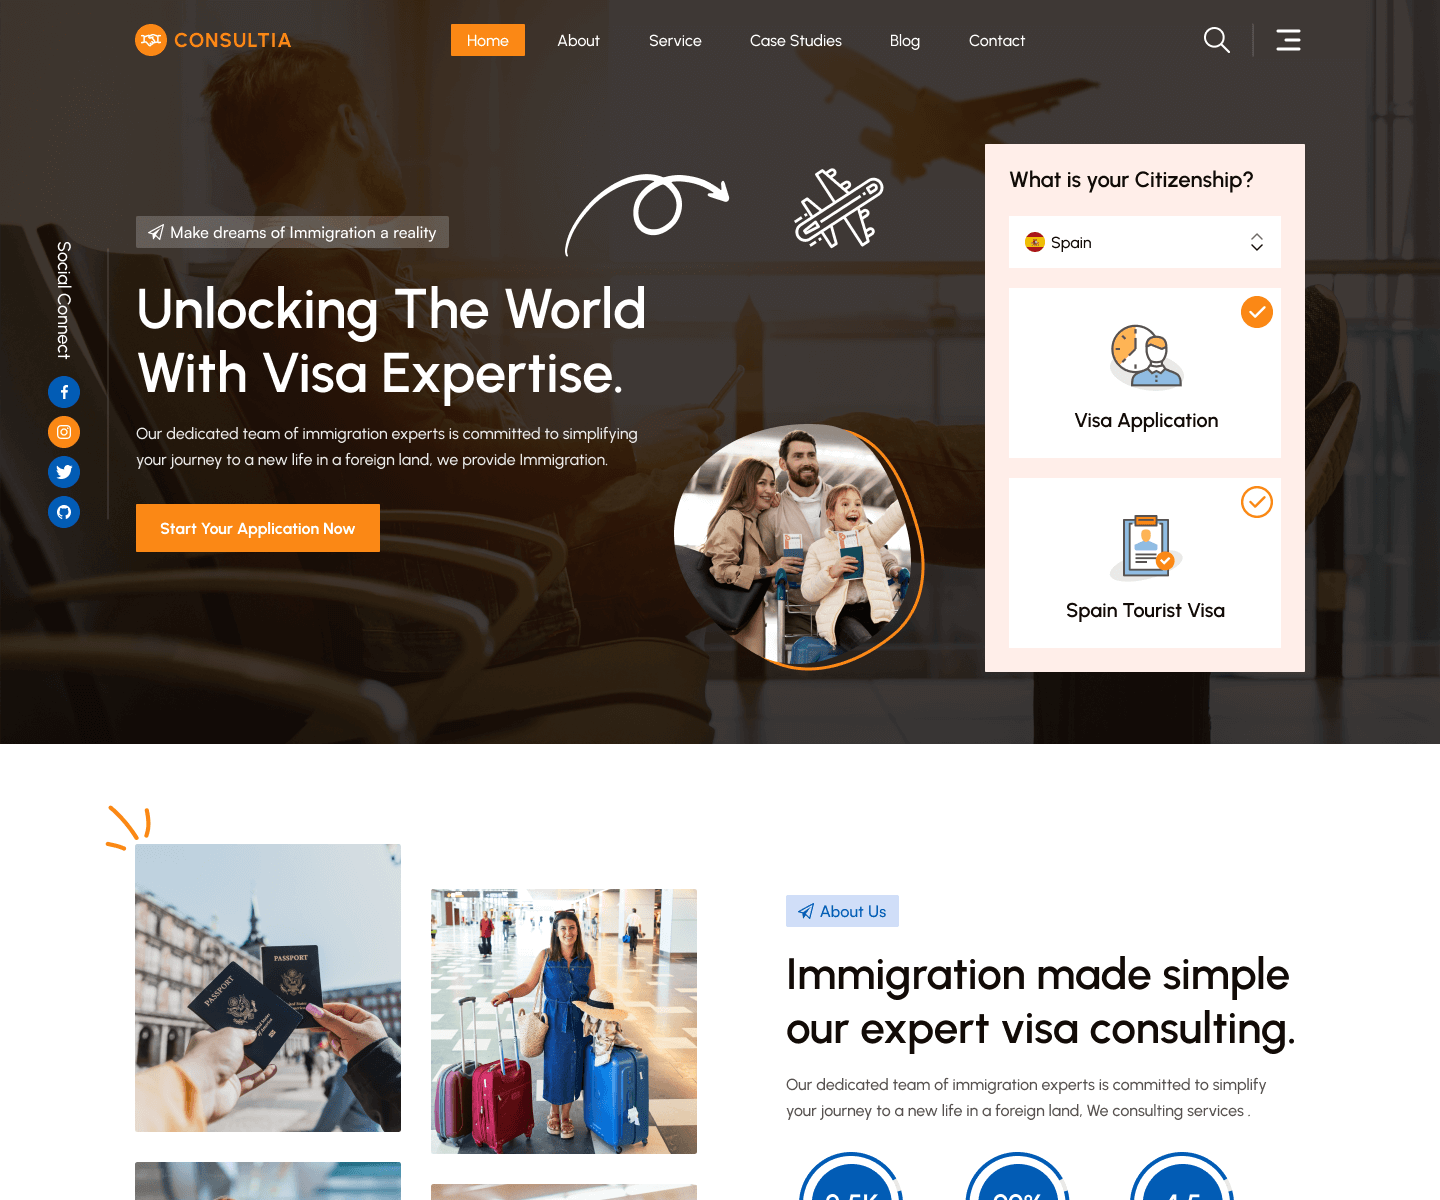 CONSULTIA
Home
About
Service
Case Studies
Blog
Contact
Social Connect
Make dreams of Immigration a reality
Unlocking The World
With Visa Expertise.
Our dedicated team of immigration experts is committed to simplifying
your journey to a new life in a foreign land, we provide Immigration.
Start Your Application Now
What is your Citizenship?
Spain
Visa Application
Spain Tourist Visa
PASSPORT
PASSPORT
About Us
Immigration made simple
our expert visa consulting.
Our dedicated team of immigration experts is committed to simplify
your journey to a new life in a foreign land, We consulting services .